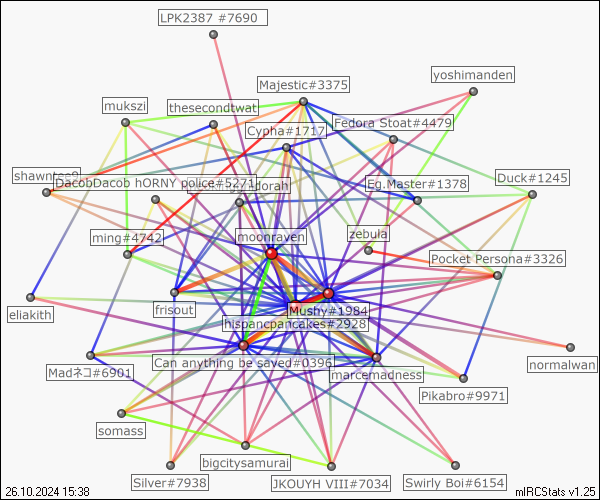 LPK2387 #7690
yoshimanden
Majestic#3375
mukszi
thesecondtwat
Fedora Stoat#4479
Cypha#1717
shawntee9
DacobDacob hORNY police#5271
dorah
Eg.Master#1378
Duck#1245
moonraven
zebula
ming#4742
Pocket Persona#3326
eliakith
frisout
Mushy#1984
hispancpancakes#2928
Can anything be saved#0396
normalwan
Madネコ#6901
marcemadness
Pikabro#9971
somass
bigcitysamurai
Silver#7938
JKOUYH VIII#7034
Swirly Boi#6154
26.10.2024 15:38
mIRCStats v1.25